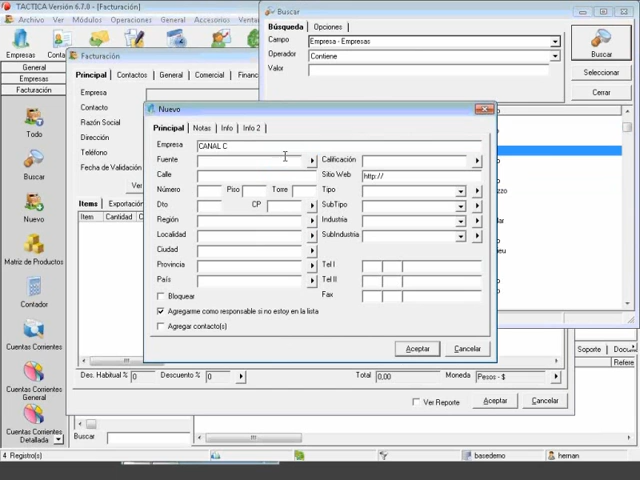 TACTICA Versión 6.7.0 - [Facturación]
Archivo Ver Módulos Operaciones General Accesorios Ventana
Empresas
General
Empresas
Facturación
Todo
Buscar
Nuevo
Matriz de Productos
Contador
Cuentas Corrientes
Cuentas Corrientes General
Cuentas Corrientes Detallada
Facturación
Principal Contactos General Comercial
Empresa
Contacto
Razón Social
Dirección
Teléfono
Fecha de Validación
Items Exportación
Item Cantidad
Des. Habitual % 0 Descuento % 0 Total 0,00 Moneda Pesos - $
Ver Reporte Aceptar Cancelar
Buscar
Búsqueda Opciones
Campo Empresa - Empresas
Operador Contiene
Valor
Buscar
Seleccionar
Cerrar
Nuevo
Principal Notas Info Info 2
Empresa CANAL C
Fuente Calificación
Calle Sitio Web http://
Número Piso Torre Tipo
Dto CP SubTipo
Región Industria
Localidad SubIndustria
Ciudad
Provincia Tel I
País Tel II
Bloquear Fax
Agregarme como responsable si no estoy en la lista
Agregar contacto(s)
Aceptar Cancelar
Soporte
Buscar
4 Registro(s) basedemo hernan